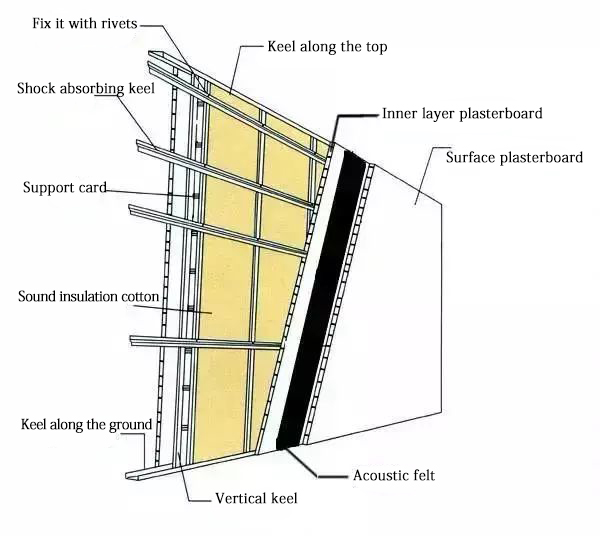 Fix it with rivets
Keel along the top
Shock absorbing keel
Inner layer plasterboard
Surface plasterboard
Support card
Sound insulation cotton
Keel along the ground
Acoustic felt
Vertical keel